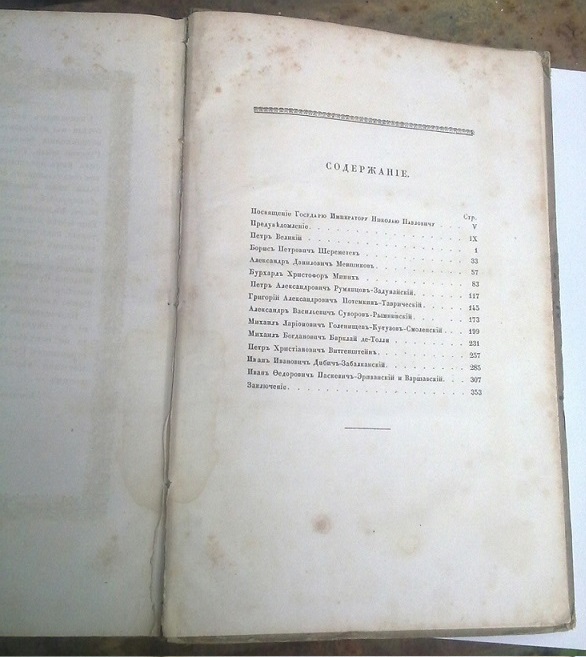 СОДЕРЖАНІЕ.
Стр.
Посвященіе Государю Императору Николаю Павловичу V
Предувѣдомленіе. . . . . . . . . . . . . . . . IX
Петръ Великій . . . . . . . . . . . . . . . . 1
Борисъ Петровичъ Шереметевъ . . . . . . . . . . 33
Александръ Даниловичъ Меншиковъ. . . . . . . . . 57
Бурхардъ Христофоръ Минихъ . . . . . . . . . . 83
Петръ Александровичъ Румянцовъ-Задунайскій. . . . . 117
Григорій Александровичъ Потемкинъ-Таврическій . . . 145
Александръ Васильевичъ Суворовъ-Рымникскій . . . . 173
Михаилъ Ларіоновичъ Голенищевъ-Кутузовъ-Смоленскій . 199
Михаилъ Богдановичъ Барклай де-Толли . . . . . . 231
Петръ Христіановичъ Витгенштейнъ. . . . . . . . 257
Иванъ Ивановичъ Дибичъ-Забалканскій . . . . . . . 285
Иванъ Ѳедоровичъ Паскевичъ-Эриванскій и Варшавскій. . . 307
Заключеніе. . . . . . . . . . . . . . . . . 353